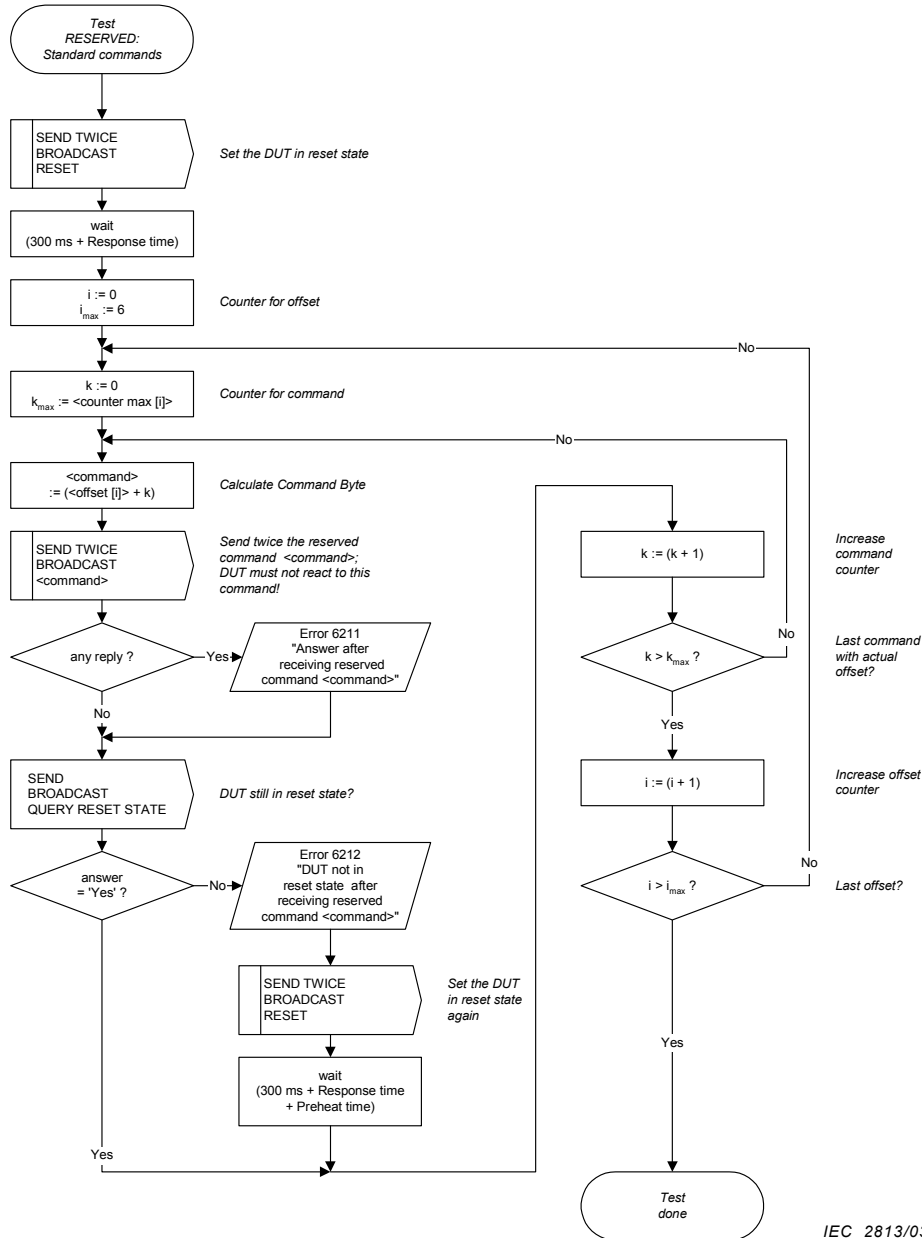 Test
RESERVED:
Standard commands
SEND TWICE
BROADCAST
RESET
Set the DUT in reset state
wait
(300 ms + Response time)
i := 0
imax := 6
Counter for offset
No
k := 0
kmax := <counter max [i]>
Counter for command
No
<command>
:= (<offset [i]> + k)
Calculate Command Byte
SEND TWICE
BROADCAST
<command>
Send twice the reserved
command <command>;
DUT must not react to this
command!
any reply ?
Yes
Error 6211
"Answer after
receiving reserved
command <command>"
No
SEND
BROADCAST
QUERY RESET STATE
DUT still in reset state?
answer
= 'Yes' ?
No
Error 6212
"DUT not in
reset state after
receiving reserved
command <command>"
SEND TWICE
BROADCAST
RESET
Set the DUT
in reset state
again
wait
(300 ms + Response time
+ Preheat time)
Yes
k := (k + 1)
Increase
command
counter
k > kmax ?
No
Last command
with actual
offset?
Yes
i := (i + 1)
Increase offset
counter
i > imax ?
No
Last offset?
Yes
Test
done
IEC 2813/03